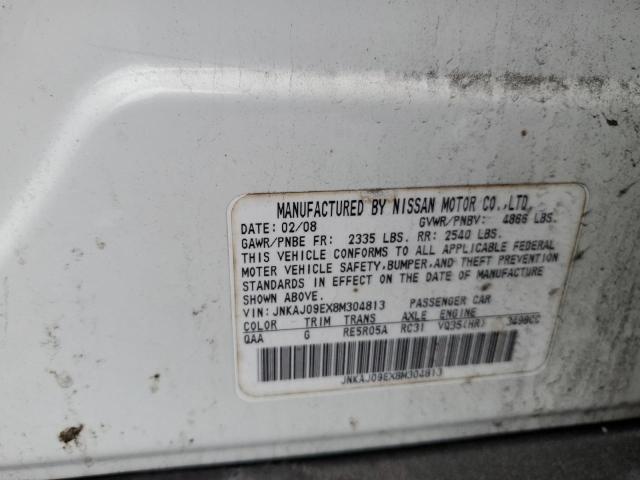 MANUFACTURED BY NISSAN MOTOR CO.,LTD.
DATE: 02/08 GVWR/PNBV: 4866 LBS.
GAWR/PNBE FR: 2335 LBS. RR: 2540 LBS.
THIS VEHICLE CONFORMS TO ALL APPLICABLE FEDERAL
MOTOR VEHICLE SAFETY, BUMPER, AND THEFT PREVENTION
STANDARDS IN EFFECT ON THE DATE OF MANUFACTURE
SHOWN ABOVE.
VIN: JNKAJ09EX8M304813 PASSENGER CAR
COLOR TRIM TRANS AXLE ENGINE
QAA G RE5R05A RC31 VQ35(HR) 3498CC
JNKAJ09EX8M304813